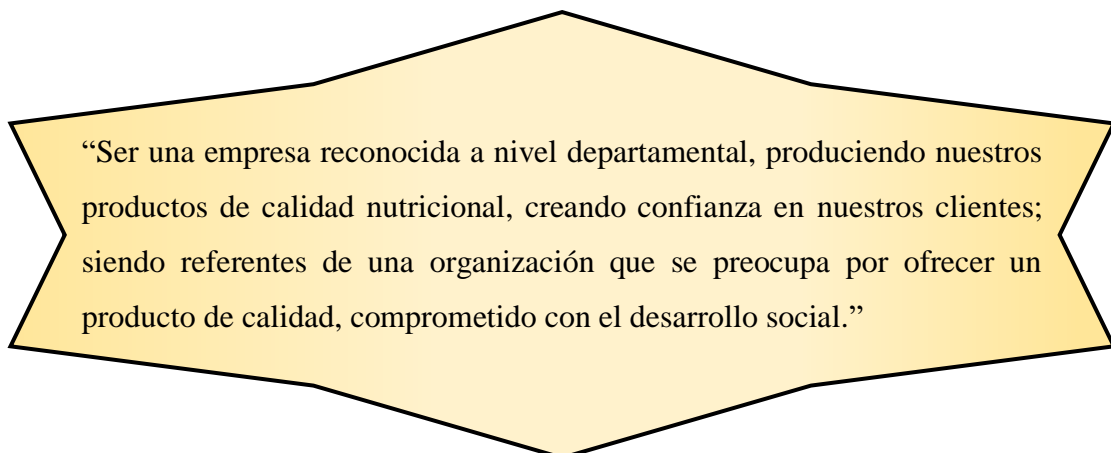 “Ser una empresa reconocida a nivel departamental, produciendo nuestros
productos de calidad nutricional, creando confianza en nuestros clientes;
siendo referentes de una organización que se preocupa por ofrecer un
producto de calidad, comprometido con el desarrollo social.”